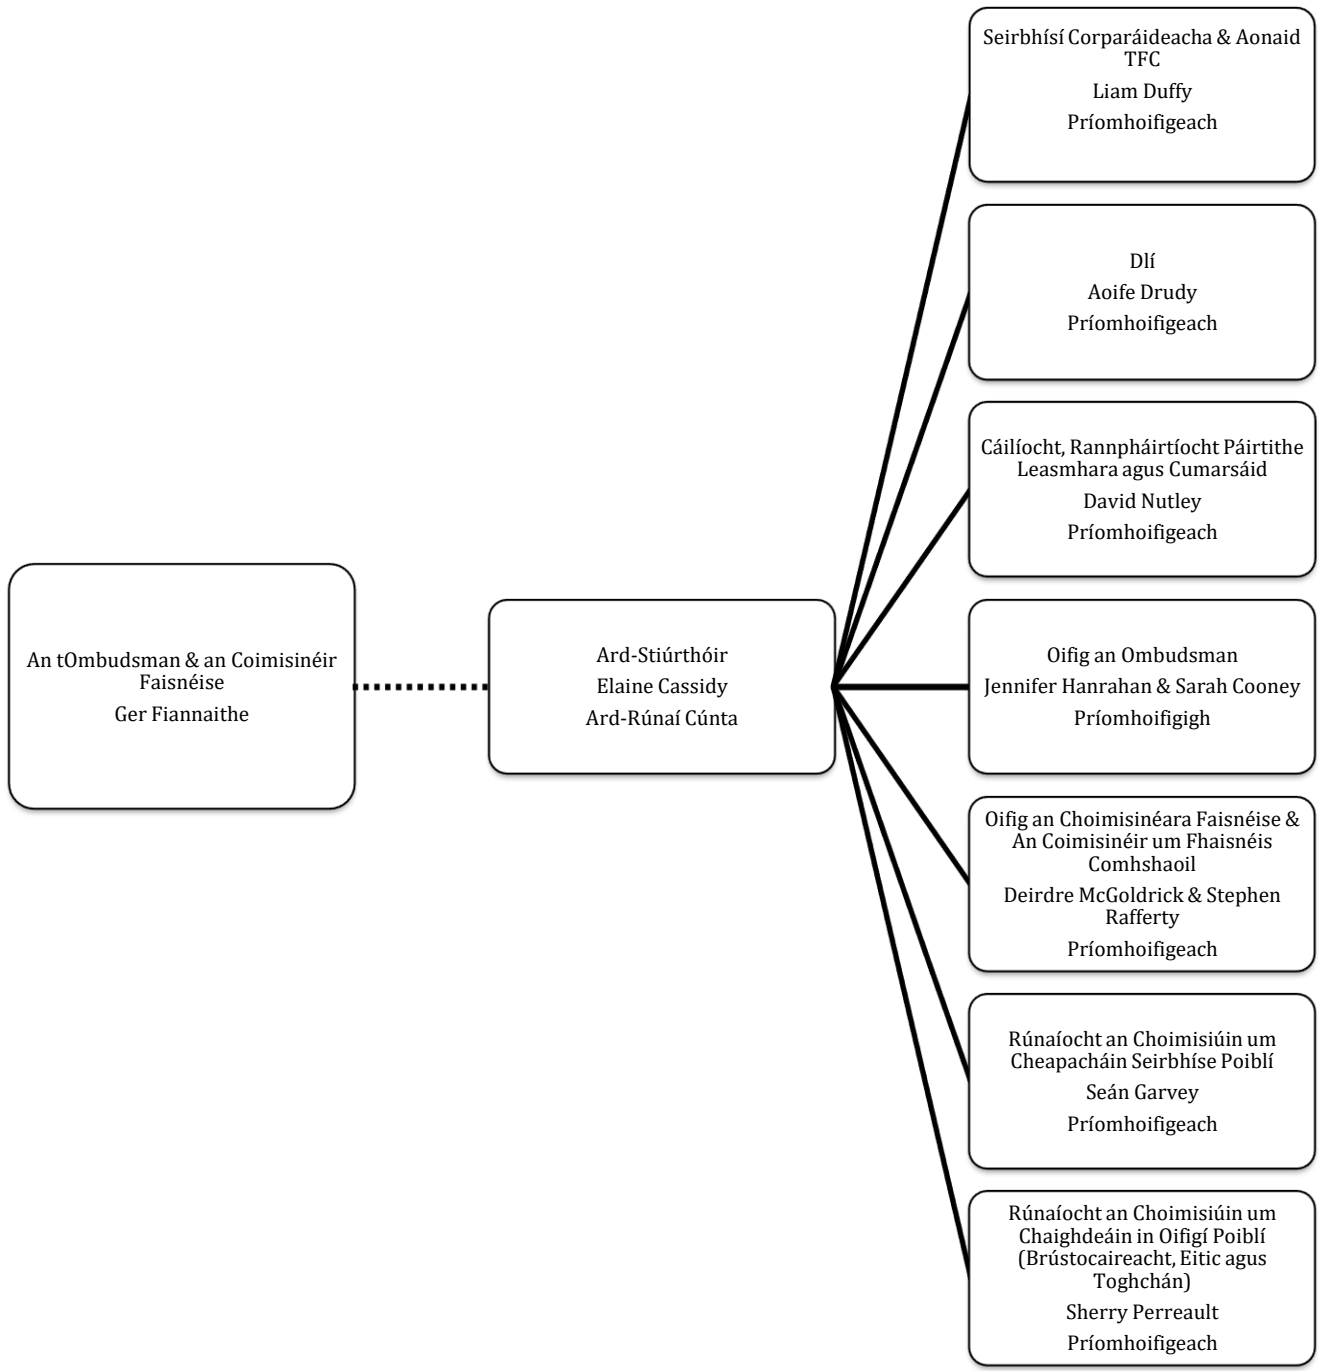 An tOmbudsman & an Coimisinéir
Faisnéise
Ger Fiannaithe
Ard-Stiúrthóir
Elaine Cassidy
Ard-Rúnaí Cúnta
Seirbhísí Corparáideacha & Aonaid
TFC
Liam Duffy
Príomhoifigeach
Dlí
Aoife Drudy
Príomhoifigeach
Cáilíocht, Rannpháirtíocht Páirtithe
Leasmhara agus Cumarsáid
David Nutley
Príomhoifigeach
Oifig an Ombudsman
Jennifer Hanrahan & Sarah Cooney
Príomhoifigigh
Oifig an Choimisinéara Faisnéise &
An Coimisinéir um Fhaisnéis
Comhshaoil
Deirdre McGoldrick & Stephen
Rafferty
Príomhoifigeach
Rúnaíocht an Choimisiúin um
Cheapacháin Seirbhíse Poiblí
Seán Garvey
Príomhoifigeach
Rúnaíocht an Choimisiúin um
Chaighdeáin in Oifigí Poiblí
(Brústocaireacht, Eitic agus
Toghchán)
Sherry Perreault
Príomhoifigeach